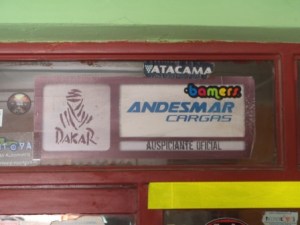 ATACAMA
bamers
DAKAR
ANDESMAR
CARGAS
AUSPICIANTE OFICIAL